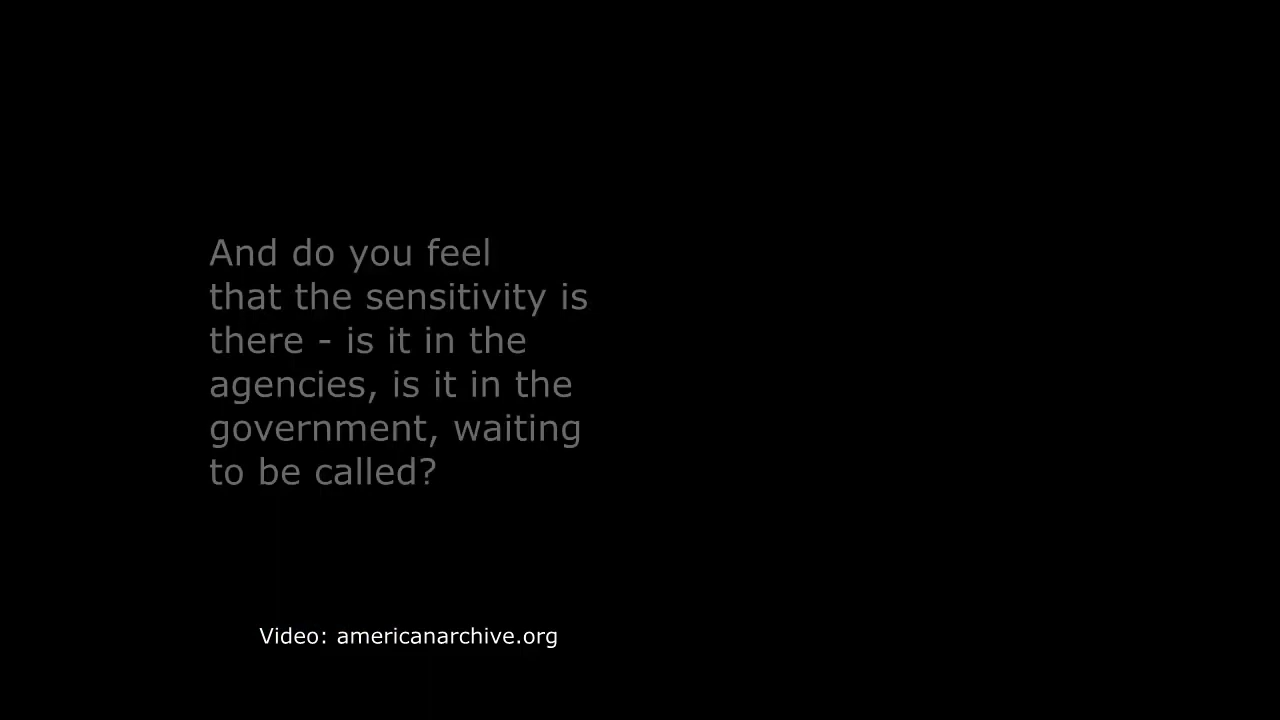 And do you feel
that the sensitivity is
there - is it in the
agencies, is it in the
government, waiting
to be called?
Video: americanarchive.org